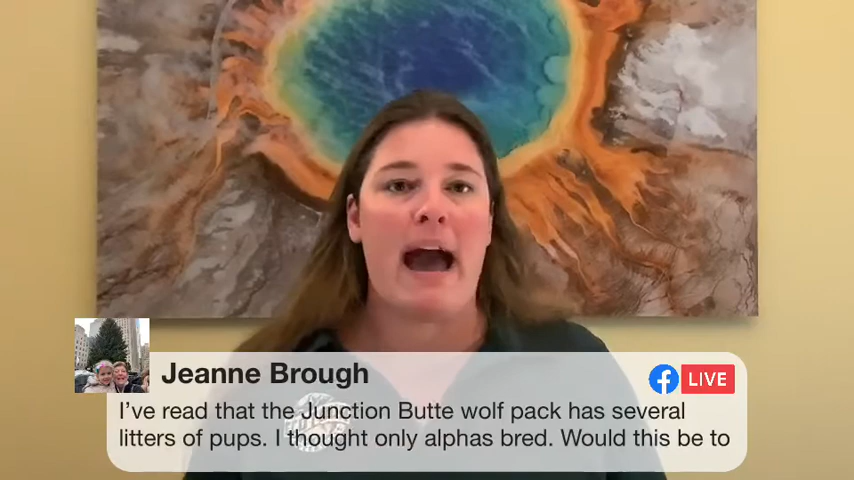 Jeanne Brough
LIVE
I've read that the Junction Butte wolf pack has several
litters of pups. I thought only alphas bred. Would this be to